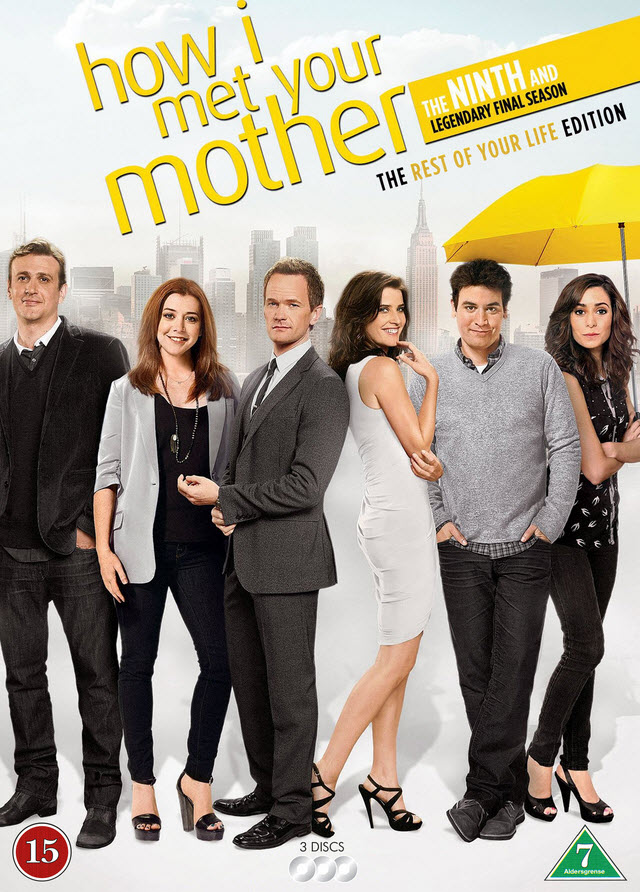 how i
met your
mother
THE NINTH AND
LEGENDARY FINAL SEASON
THE REST OF YOUR LIFE EDITION
15
3 DISCS
7
Aldersgrense